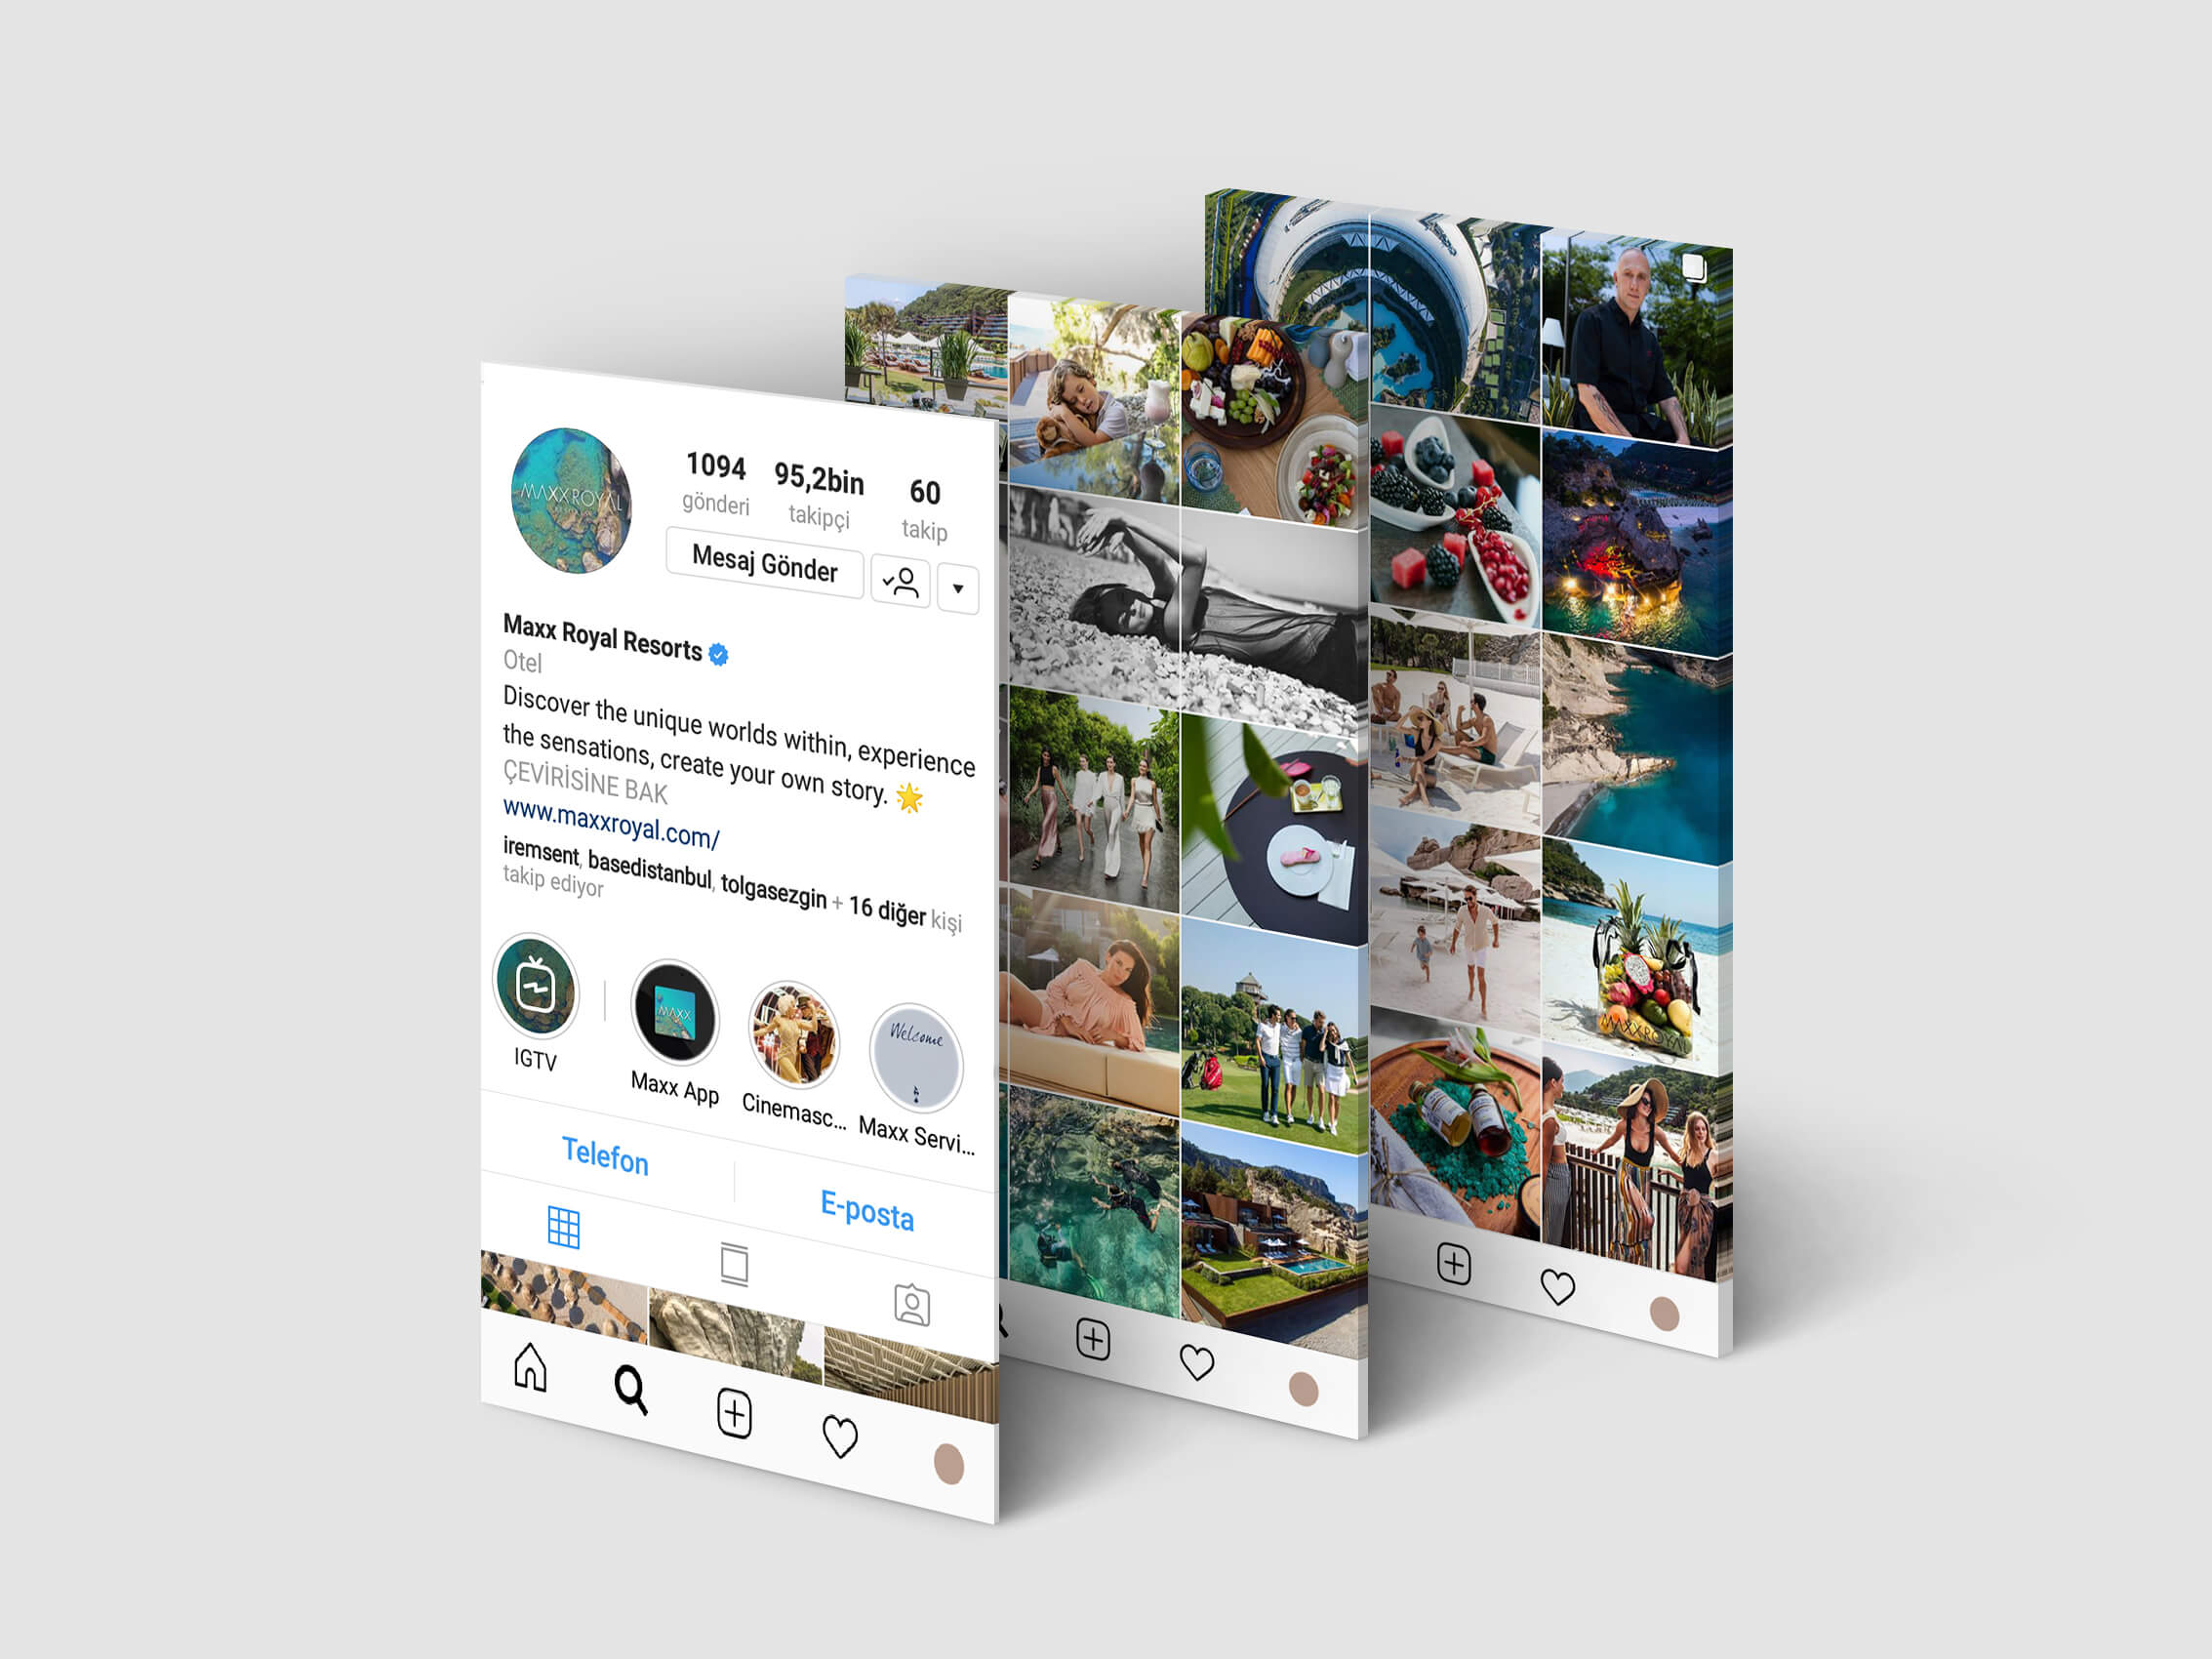 MAXX ROYAL
RESORTS
1094
gönderi
95,2bin
takipçi
60
takip
Mesaj Gönder
Maxx Royal Resorts
Otel
Discover the unique worlds within, experience
the sensations, create your own story. 🌟
ÇEVİRİSİNE BAK
www.maxxroyal.com/
iremsent, basedistanbul, tolgasezgin + 16 diğer kişi
takip ediyor
MAXX
Welcome
IGTV
Maxx App
Cinemasc...
Maxx Servi...
Telefon
E-posta
MAXX ROYAL